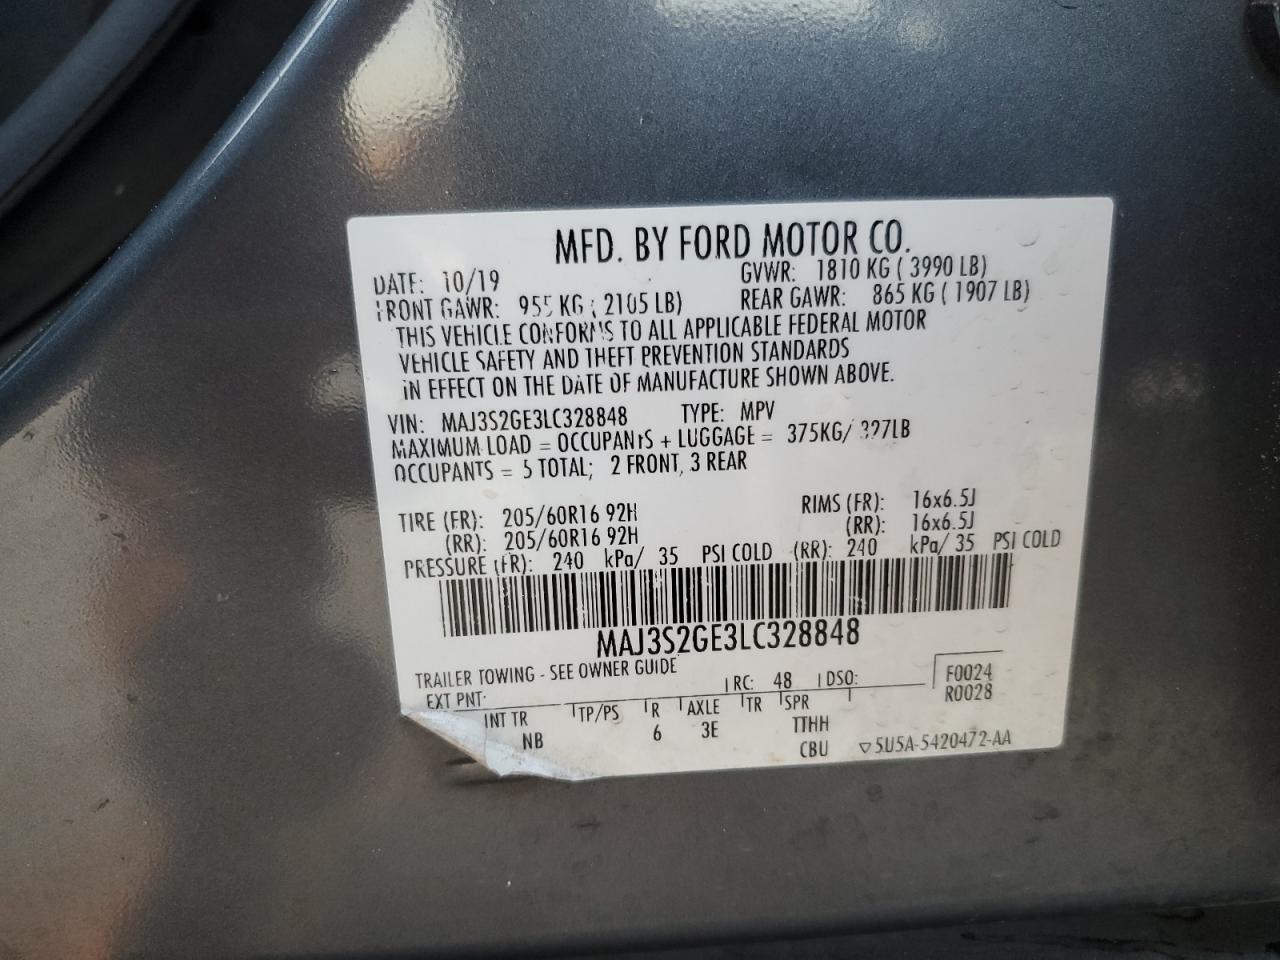 MFD. BY FORD MOTOR CO.
DATE: 10/19 GVWR: 1810 KG ( 3990 LB)
FRONT GAWR: 955 KG ( 2105 LB) REAR GAWR: 865 KG ( 1907 LB)
THIS VEHICLE CONFORMS TO ALL APPLICABLE FEDERAL MOTOR
VEHICLE SAFETY AND THEFT PREVENTION STANDARDS
IN EFFECT ON THE DATE OF MANUFACTURE SHOWN ABOVE.
VIN: MAJ3S2GE3LC328848 TYPE: MPV
MAXIMUM LOAD = OCCUPANTS + LUGGAGE = 375KG/
OCCUPANTS = 5 TOTAL; 2 FRONT, 3 REAR
TIRE (FR): 205/60R16 92H RIMS (FR): 16x6.5J
(RR): 205/60R16 92H (RR): 16x6.5J
PRESSURE (FR): 240 kPa/ 35 PSI COLD (RR): 240 kPa/ 35 PSI COLD
MAJ3S2GE3LC328848
TRAILER TOWING - SEE OWNER GUIDE
EXT PNT: RC: 48 DSO: F0024
R0028
INT TR TP/PS R AXLE TR SPR
NB 6 3E TTHH
CBU ▽5U5A-5420472-AA